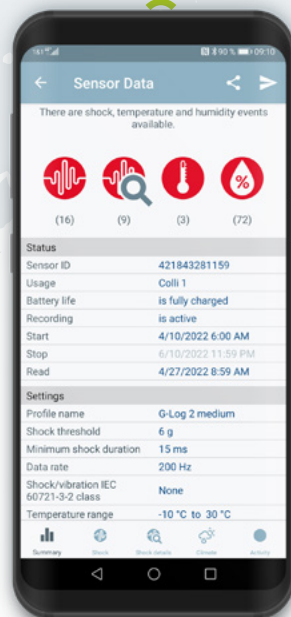 90 % 09:10
Sensor Data
There are shock, temperature and humidity events
available.
%
(16) (9) (3) (72)
Status
Sensor ID 421843281159
Usage Colli 1
Battery life is fully charged
Recording is active
Start 4/10/2022 6:00 AM
Stop 6/10/2022 11:59 PM
Read 4/27/2022 8:59 AM
Settings
Profile name G-Log 2 medium
Shock threshold 6 g
Minimum shock duration 15 ms
Data rate 200 Hz
Shock/vibration IEC
60721-3-2 class None
Temperature range -10 °C to 30 °C
Summary Shock Shock details Climate Activity